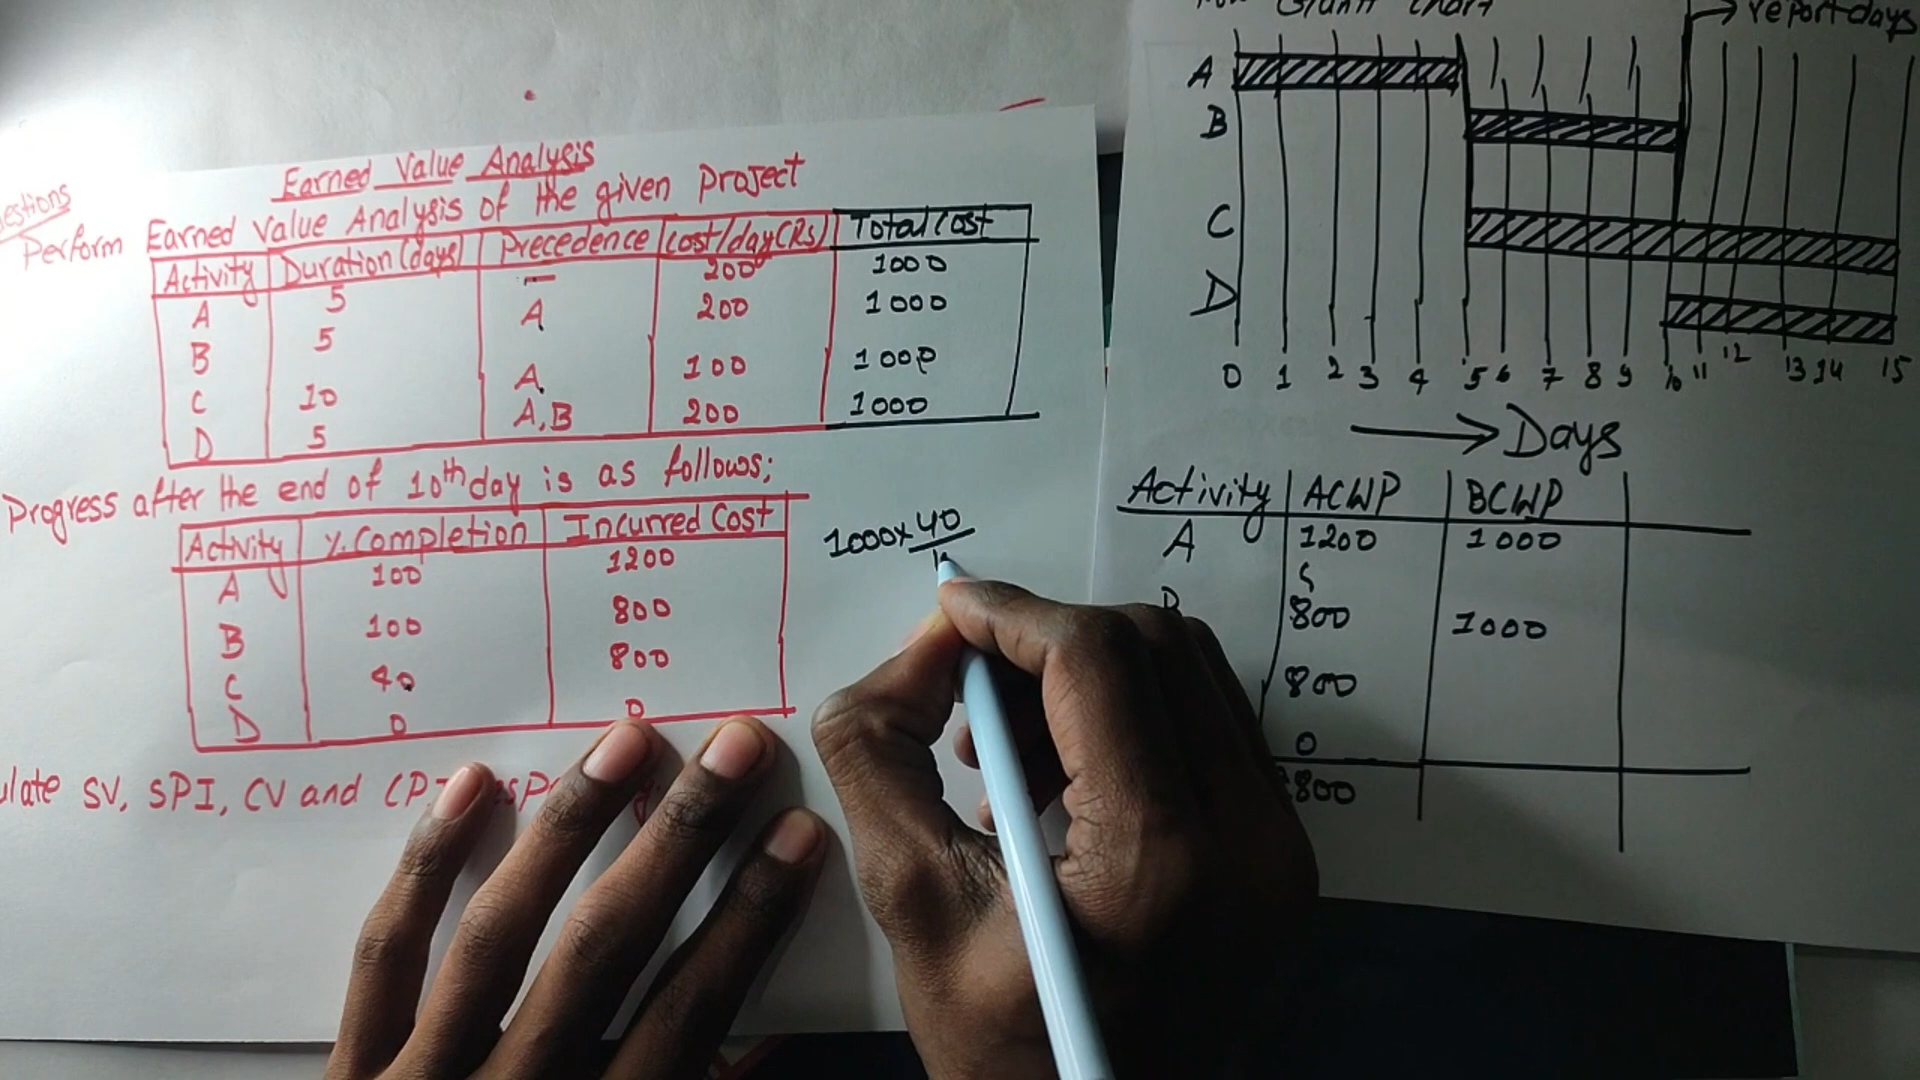 Earned Value Analysis
Perform Earned Value Analysis of the given project
Activity Duration (days) Precedence Cost/day(Rs) Total Cost
A 5 — 200 1000
B 5 A 200 1000
C 10 A 100 1000
D 5 A,B 200 1000
Progress after the end of 10th day is as follows;
Activity %.Completion Incurred Cost
A 100 1200
B 100 800
C 40 800
D 0 0
SV, SPI, CV and
1000x 40
chart
report days
A
B
C
D
0 1 2 3 4 5 6 7 8 9 10 11 12 13 14 15
Days
Activity ACWP BCWP
A 1200 1000
800 1000
800
0